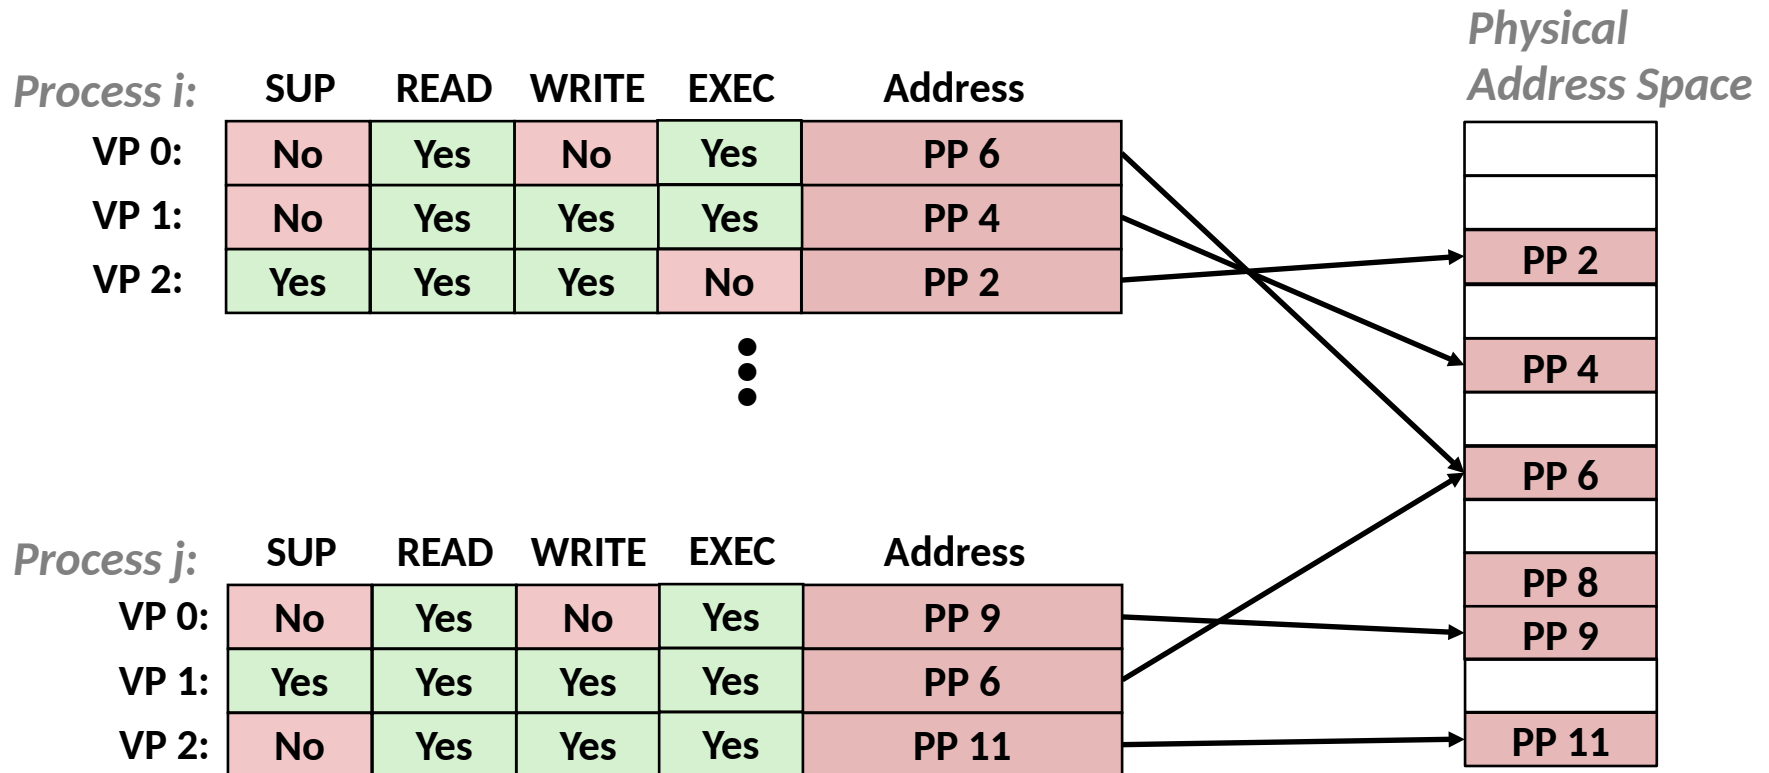 Physical
Address Space
Process i: SUP READ WRITE EXEC Address
VP 0: No Yes No Yes PP 6
VP 1: No Yes Yes Yes PP 4
VP 2: Yes Yes Yes No PP 2
PP 2
PP 4
PP 6
Process j: SUP READ WRITE EXEC Address
PP 8
VP 0: No Yes No Yes PP 9
PP 9
VP 1: Yes Yes Yes Yes PP 6
VP 2: No Yes Yes Yes PP 11
PP 11